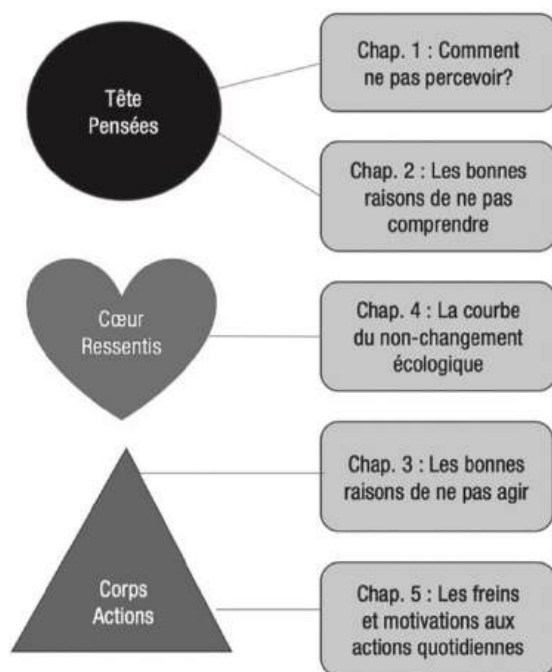 Tête
Pensées
Chap. 1 : Comment
ne pas percevoir?
Chap. 2 : Les bonnes
raisons de ne pas
comprendre
Cœur
Ressentis
Chap. 4 : La courbe
du non-changement
écologique
Chap. 3 : Les bonnes
raisons de ne pas agir
Corps
Actions
Chap. 5 : Les freins
et motivations aux
actions quotidiennes